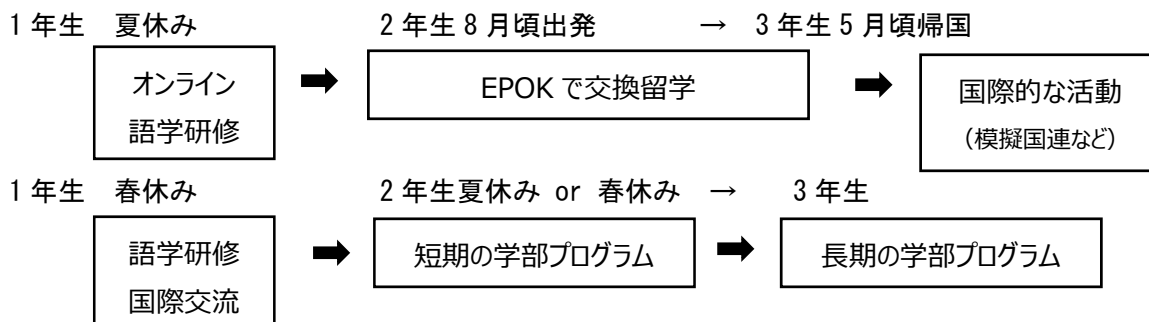 1年生 夏休み 2年生8月頃出発 → 3年生5月頃帰国
オンライン
語学研修
EPOKで交換留学
国際的な活動
(模擬国連など)
1年生 春休み 2年生夏休み or 春休み → 3年生
語学研修
国際交流
短期の学部プログラム
長期の学部プログラム